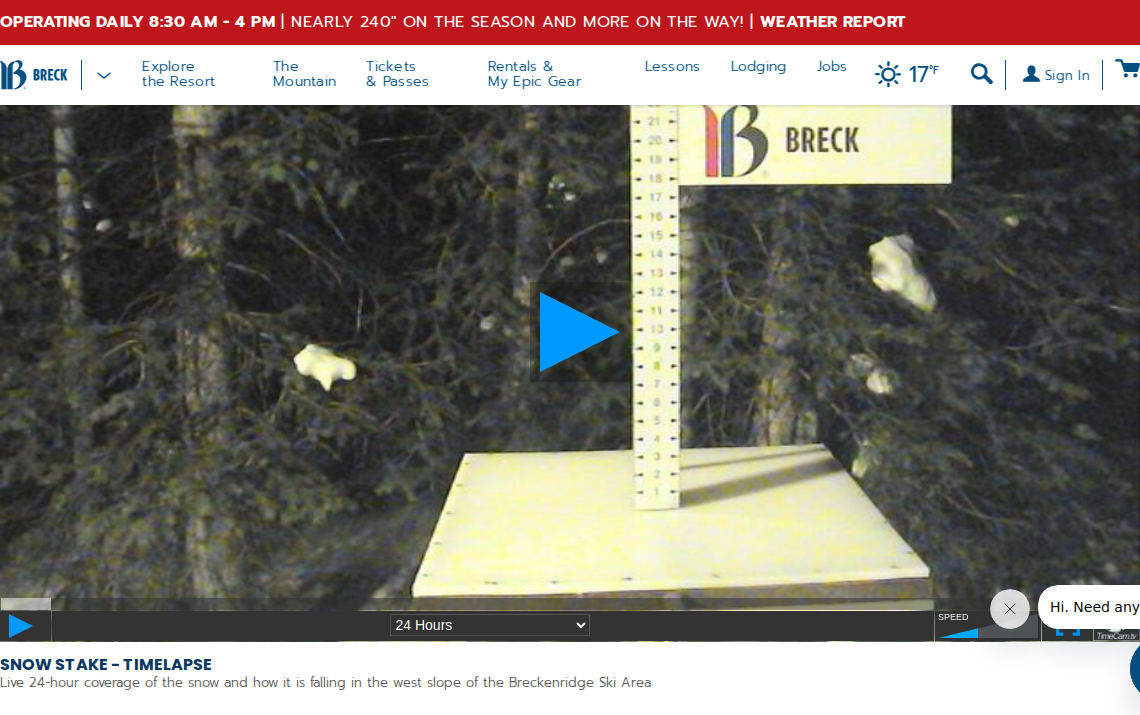 OPERATING DAILY 8:30 AM - 4 PM | NEARLY 240" ON THE SEASON AND MORE ON THE WAY! | WEATHER REPORT
BRECK
Explore
the Resort
The
Mountain
Tickets
& Passes
Rentals &
My Epic Gear
Lessons
Lodging
Jobs
17°F
Sign In
BRECK
21
20
19
18
17
16
15
14
13
12
11
10
9
8
7
6
5
4
3
2
1
24 Hours
SPEED
Hi. Need any
TimeCam.tv
SNOW STAKE - TIMELAPSE
Live 24-hour coverage of the snow and how it is falling in the west slope of the Breckenridge Ski Area